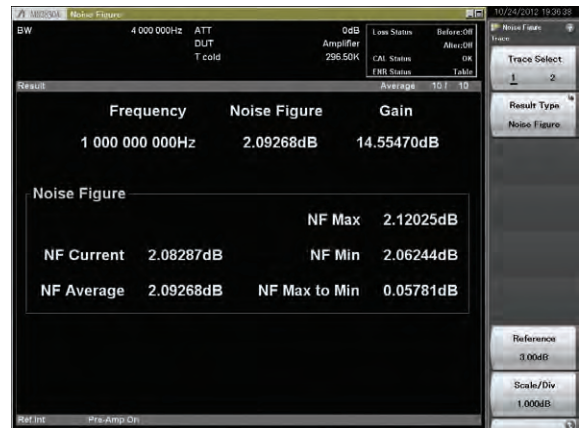 MS2830A Noise Figure
10/24/2012 19:36:38
BW 4 000 000Hz ATT 0dB
DUT Amplifier
T cold 296.50K
Loss Status Before:Off
After:Off
CAL Status OK
ENR Status Table
Result Average 10 / 10
Frequency Noise Figure Gain
1 000 000 000Hz 2.09268dB 14.55470dB
Noise Figure
NF Max 2.12025dB
NF Current 2.08287dB NF Min 2.06244dB
NF Average 2.09268dB NF Max to Min 0.05781dB
Ref.Int Pre-Amp On
Noise Figure
Trace
Trace Select
1 2
Result Type
Noise Figure
Reference
3.00dB
Scale/Div
1.000dB